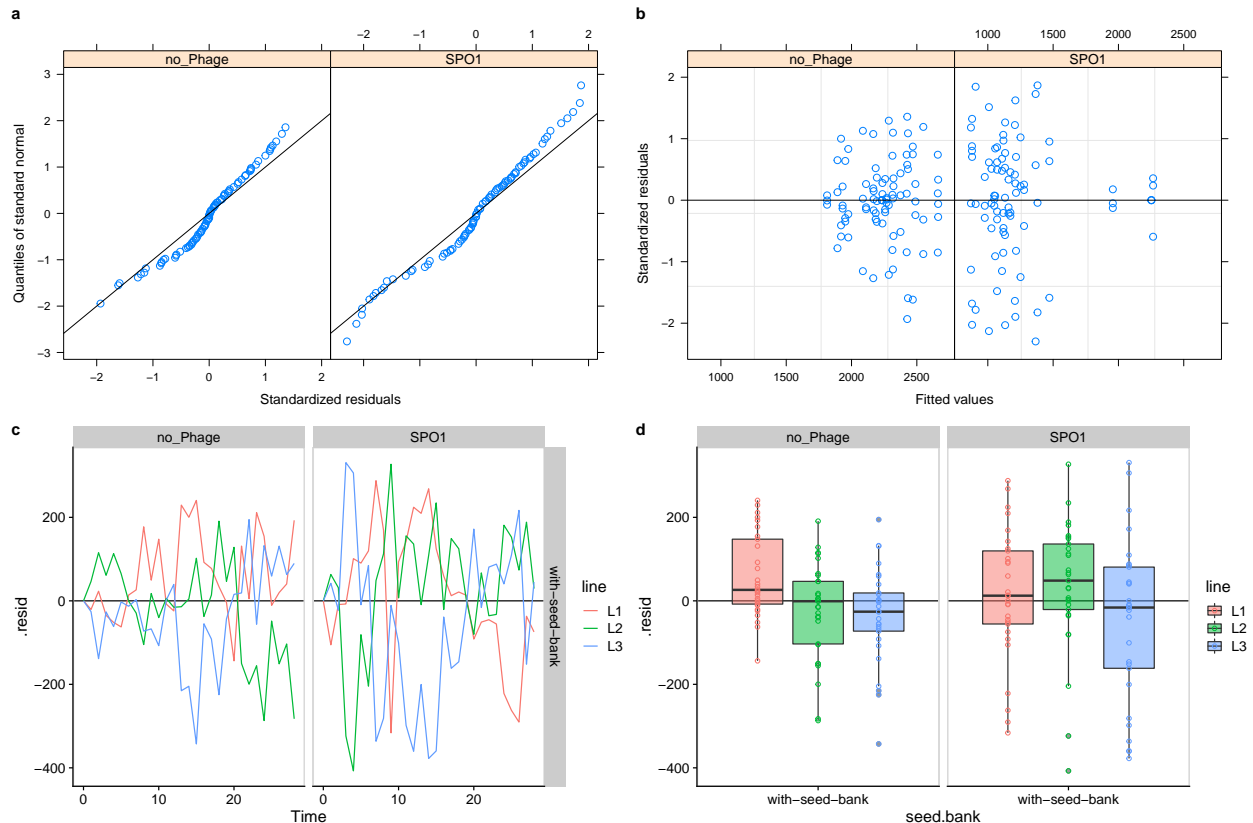 a
−2 −1 0 1 2
no_Phage SPO1
3
2
1
0
−1
−2
−3
Quantiles of standard normal
−2 −1 0 1 2
Standardized residuals
b
1000 1500 2000 2500
no_Phage SPO1
2
1
0
−1
−2
Standardized residuals
1000 1500 2000 2500
Fitted values
c
no_Phage SPO1
200
0
−200
−400
.resid
with−seed−bank
0 20 0 20
Time
line
L1
L2
L3
d
no_Phage SPO1
200
0
−200
−400
.resid
with−seed−bank with−seed−bank
seed.bank
line
L1
L2
L3